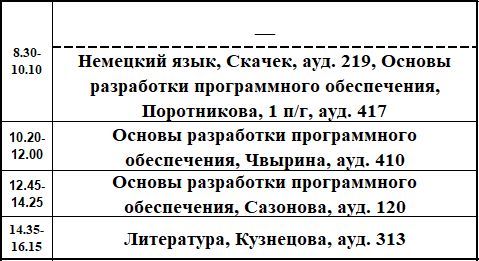 8.30-
10.10
—
Немецкий язык, Скачек, ауд. 219, Основы
разработки программного обеспечения,
Поротникова, 1 п/г, ауд. 417
10.20-
12.00
Основы разработки программного
обеспечения, Чвырина, ауд. 410
12.45-
14.25
Основы разработки программного
обеспечения, Сазонова, ауд. 120
14.35-
16.15
Литература, Кузнецова, ауд. 313